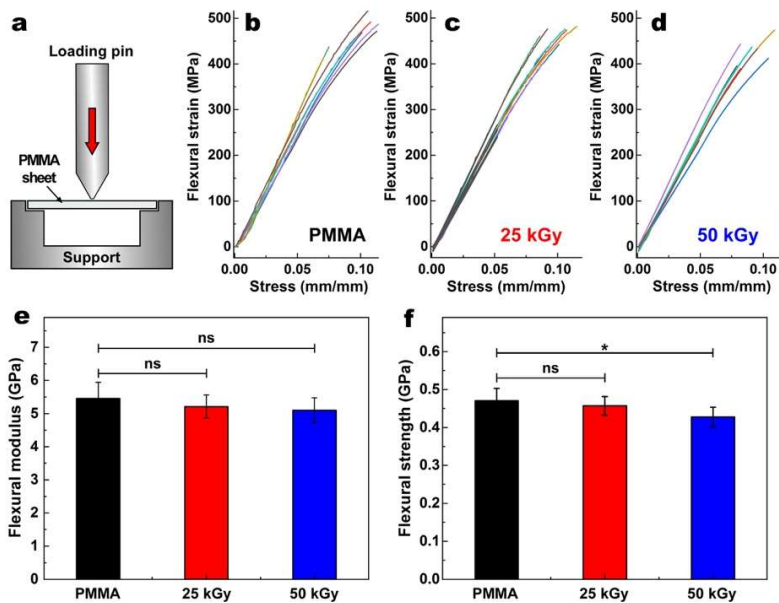 a
Loading pin
PMMA
sheet
Support
b
Flexural strain (MPa)
500
400
300
200
100
0
PMMA
0.00 0.05 0.10
Stress (mm/mm)
c
Flexural strain (MPa)
500
400
300
200
100
0
25 kGy
0.00 0.05 0.10
Stress (mm/mm)
d
Flexural strain (MPa)
500
400
300
200
100
0
50 kGy
0.00 0.05 0.10
Stress (mm/mm)
e
Flexural modulus (GPa)
7
6
5
4
3
2
1
0
ns
ns
PMMA 25 kGy 50 kGy
f
Flexural strength (GPa)
0.6
0.5
0.4
0.3
0.2
0.1
0.0
*
ns
PMMA 25 kGy 50 kGy